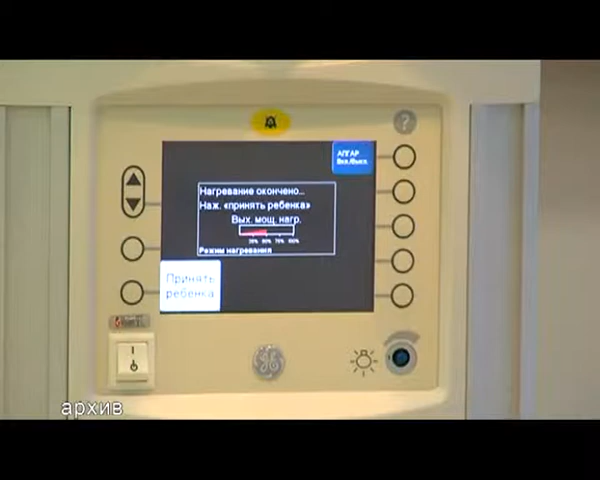 ?
АПГАР
Вкл/Выкл.
Нагревание окончено...
Наж. «принять ребенка»
Вых. мощ. нагр.
Режим нагревания
Принять
ребенка
архив